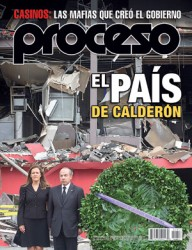 CASINOS: LAS MAFIAS QUE CREÓ EL GOBIERNO
proceso
EL PAÍS
DE CALDERÓN